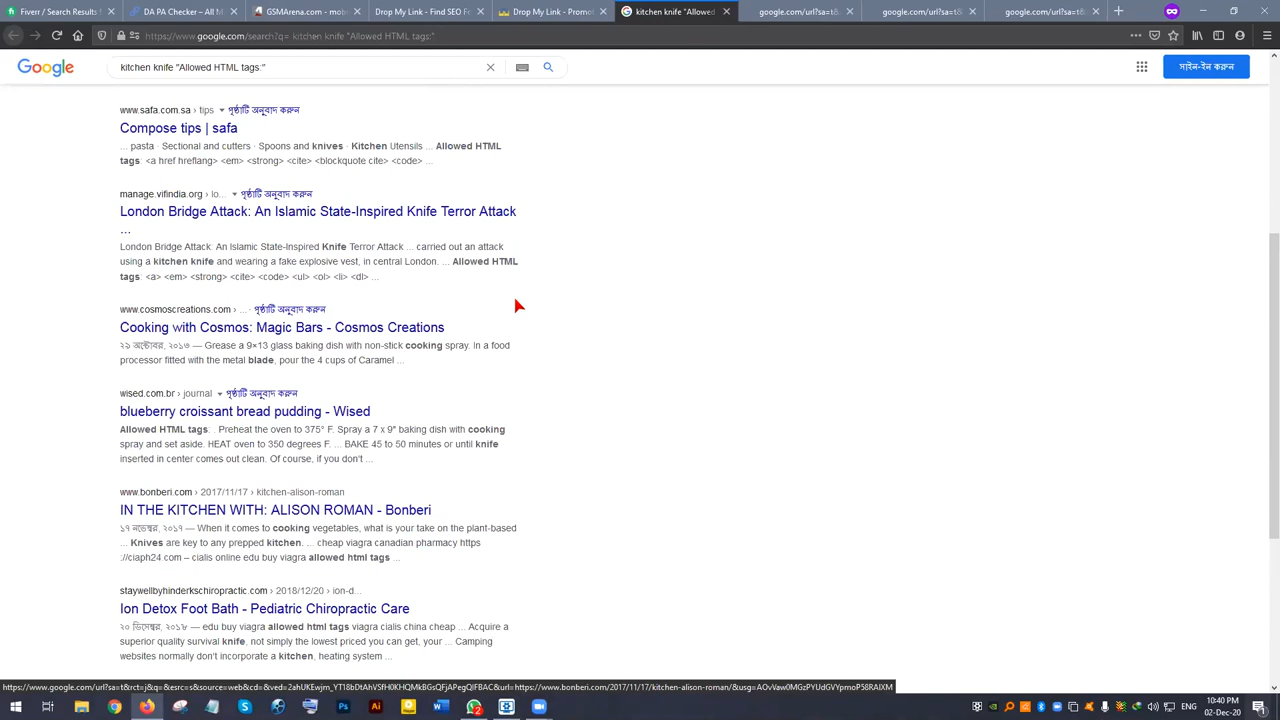 Fiverr / Search Results
DA PA Checker – All M
GSMArena.com - mob
Drop My Link - Find SEO F
Drop My Link - Promot
kitchen knife "Allowed
google.com/url?sa=t&
google.com/url?sa=t&
google.com/url?sa=t&
https://www.google.com/search?q= kitchen knife "Allowed HTML tags:"
Google
kitchen knife "Allowed HTML tags:"
সাইন-ইন করুন
www.safa.com.sa › tips ▾ পৃষ্ঠাটি অনুবাদ করুন
Compose tips | safa
... pasta · Sectional and cutters · Spoons and knives · Kitchen Utensils ... Allowed HTML
tags: <a href hreflang> <em> <strong> <cite> <blockquote cite> <code> ...
manage.vifindia.org › lo... ▾ পৃষ্ঠাটি অনুবাদ করুন
London Bridge Attack: An Islamic State-Inspired Knife Terror Attack
...
London Bridge Attack: An Islamic State-Inspired Knife Terror Attack ... carried out an attack
using a kitchen knife and wearing a fake explosive vest, in central London. ... Allowed HTML
tags: <a> <em> <strong> <cite> <code> <ul> <ol> <li> <dl> ...
www.cosmoscreations.com › ... · পৃষ্ঠাটি অনুবাদ করুন
Cooking with Cosmos: Magic Bars - Cosmos Creations
২৯ অক্টোবর, ২০১৩ — Grease a 9×13 glass baking dish with non-stick cooking spray. In a food
processor fitted with the metal blade, pour the 4 cups of Caramel ...
wised.com.br › journal ▾ পৃষ্ঠাটি অনুবাদ করুন
blueberry croissant bread pudding - Wised
Allowed HTML tags: . Preheat the oven to 375° F. Spray a 7 x 9" baking dish with cooking
spray and set aside. HEAT oven to 350 degrees F. ... BAKE 45 to 50 minutes or until knife
inserted in center comes out clean. Of course, if you don't ...
www.bonberi.com › 2017/11/17 › kitchen-alison-roman
IN THE KITCHEN WITH: ALISON ROMAN - Bonberi
১৭ নভেম্বর, ২০১৭ — When it comes to cooking vegetables, what is your take on the plant-based
... Knives are key to any prepped kitchen. ... cheap viagra canadian pharmacy https
://ciaph24.com – cialis online edu buy viagra allowed html tags ...
staywellbyhinderkschiropractic.com › 2018/12/20 › ion-d...
Ion Detox Foot Bath - Pediatric Chiropractic Care
২০ ডিসেম্বর, ২০১৮ — edu buy viagra allowed html tags viagra cialis china cheap ... Acquire a
superior quality survival knife, not simply the lowest priced you can get, your ... Camping
websites normally don't incorporate a kitchen, heating system ...
10:40 PM
02-Dec-20